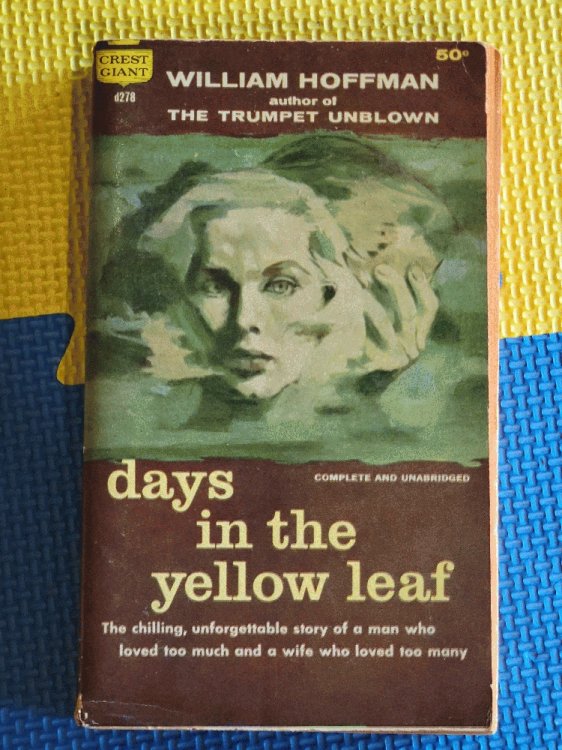 CREST
GIANT
d278
50¢
WILLIAM HOFFMAN
author of
THE TRUMPET UNBLOWN
days
COMPLETE AND UNABRIDGED
in the
yellow leaf
The chilling, unforgettable story of a man who
loved too much and a wife who loved too many